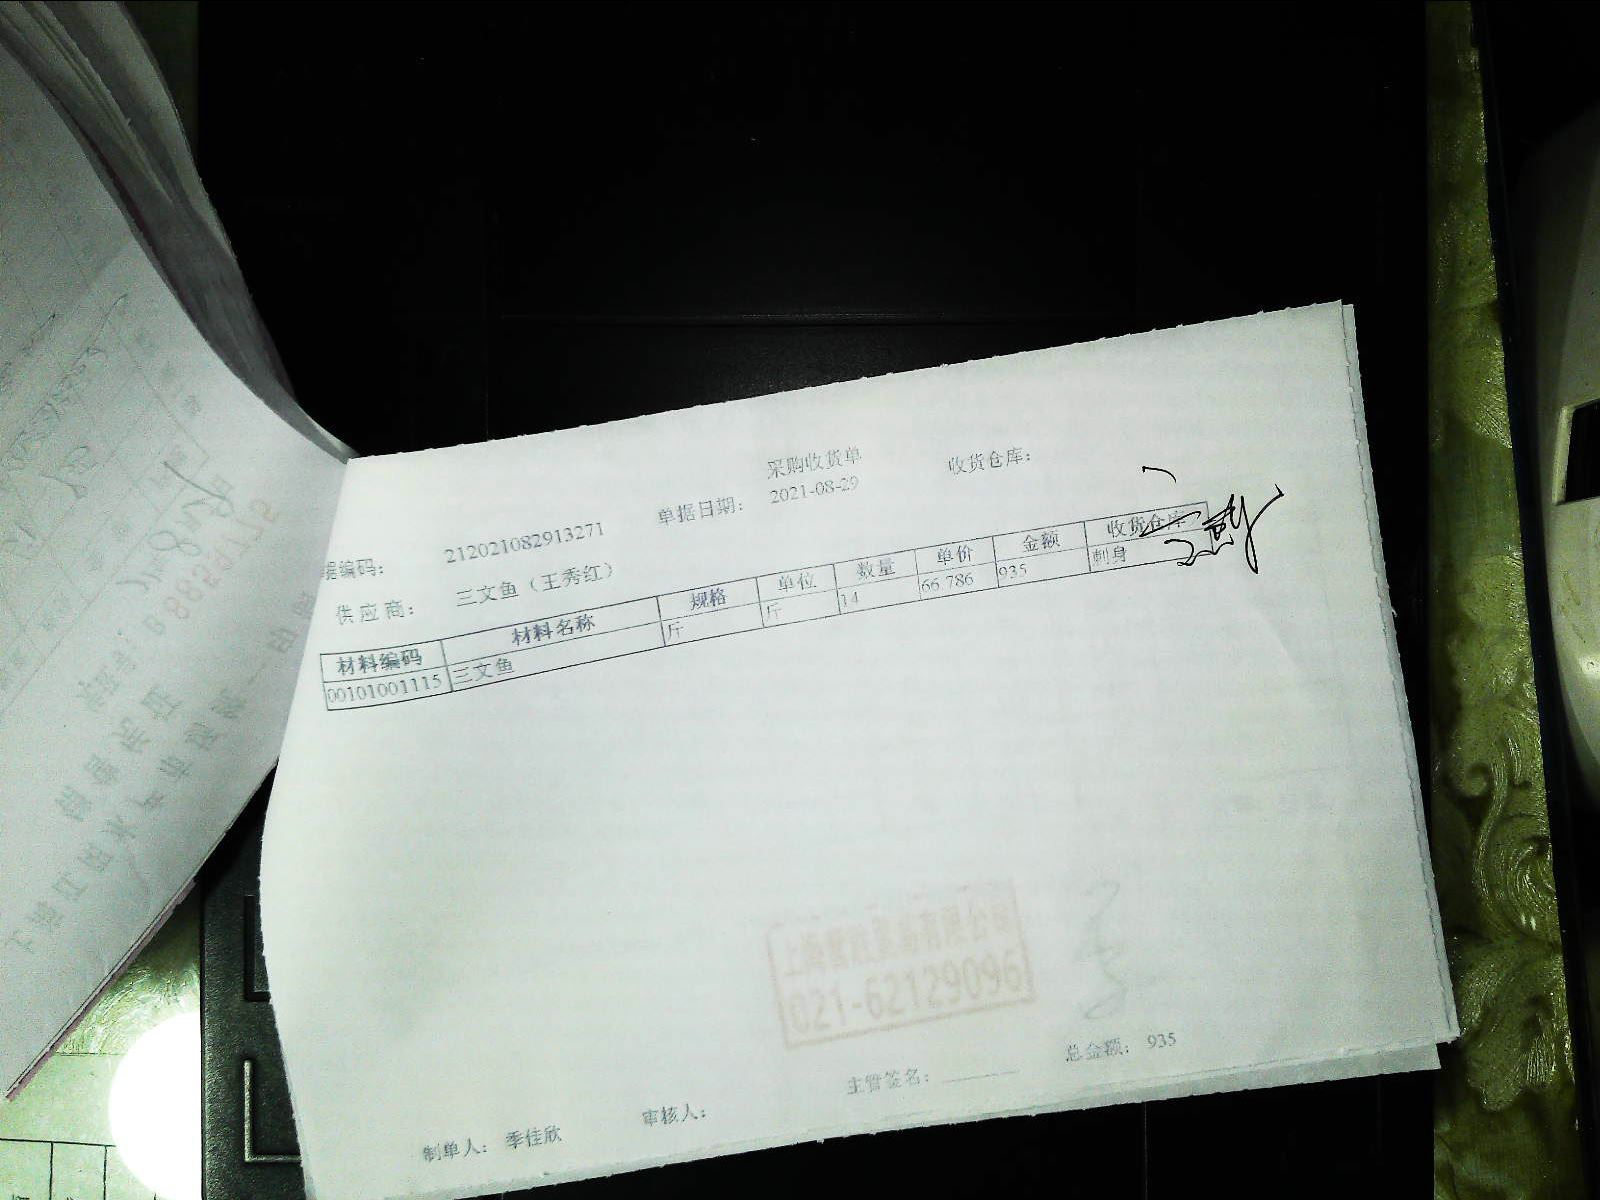 采购收货单
单据日期： 2021-08-29 收货仓库：
据编码： 212021082913271
供应商： 三文鱼（王秀红）
材料编码 材料名称 规格 单位 数量 单价 金额 收货仓库
00101001115 三文鱼 斤 斤 14 66.786 935 刺身
021-62129096
总金额： 935
主管签名：
审核人：
制单人： 季佳欣